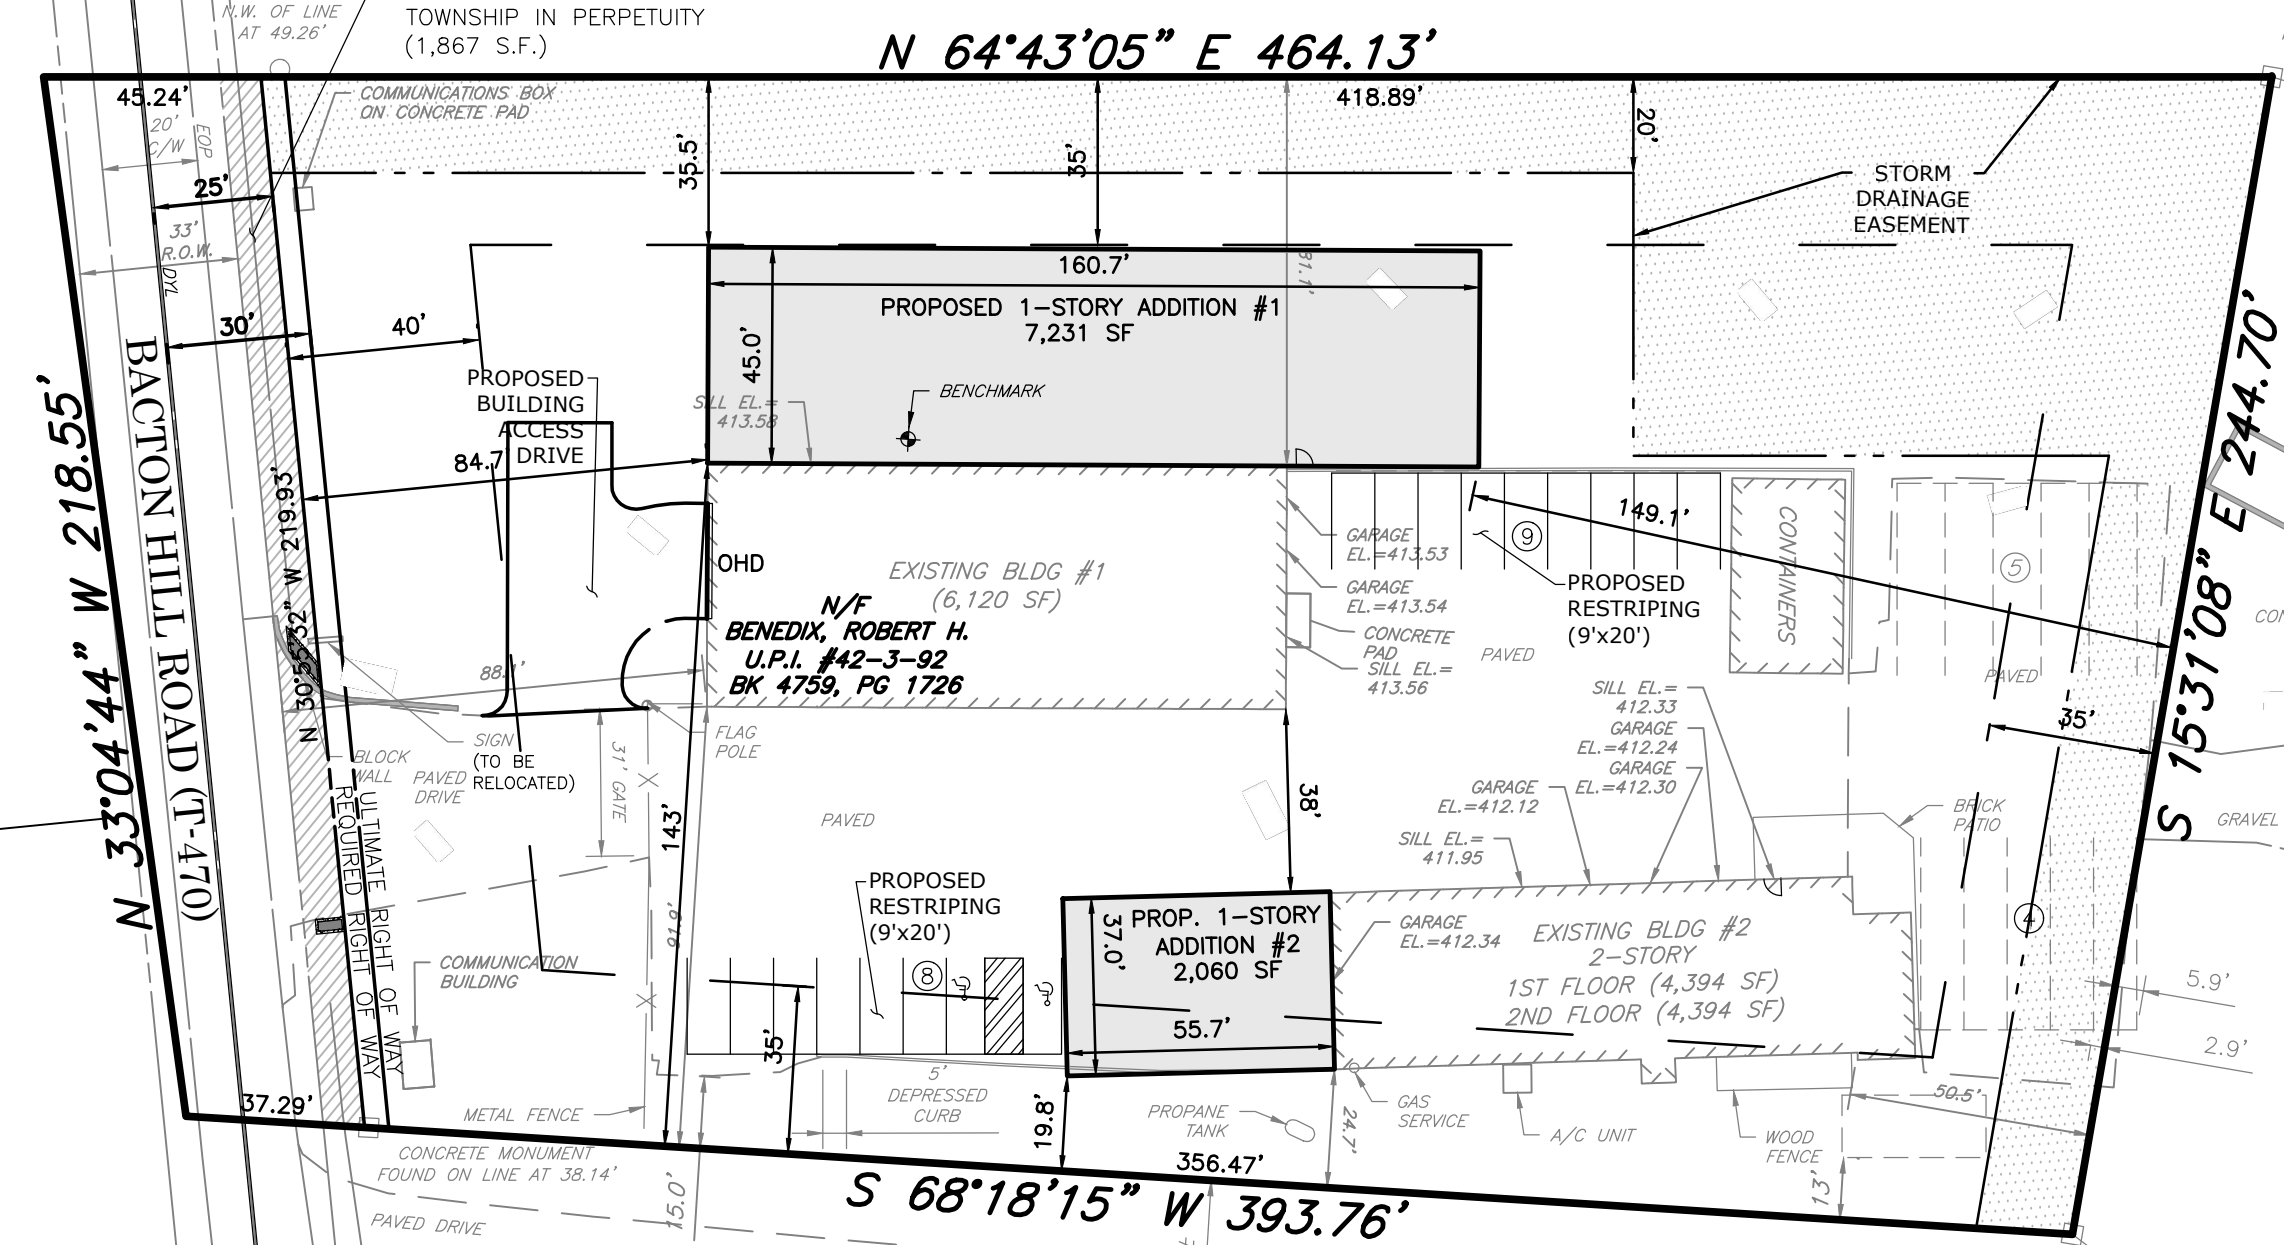 N.W. OF LINE
AT 49.26'
TOWNSHIP IN PERPETUITY
(1,867 S.F.)
N 64°43'05" E 464.13'
45.24'
COMMUNICATIONS BOX
ON CONCRETE PAD
418.89'
20'
C/W
EOP
35.5'
35'
20'
25'
STORM
DRAINAGE
EASEMENT
33'
R.O.W.
DYL
160.7'
81.1'
PROPOSED 1-STORY ADDITION #1
7,231 SF
30'
40'
45.0'
BENCHMARK
SILL EL.=
413.58
PROPOSED
BUILDING
ACCESS
DRIVE
84.7'
BACTON HILL ROAD (T-470)
N 33°04'44" W 218.55'
N 30°55'32" W 219.93'
S 15°31'08" E 244.70'
OHD
EXISTING BLDG #1
(6,120 SF)
N/F
BENEDIX, ROBERT H.
U.P.I. #42-3-92
BK 4759, PG 1726
GARAGE
EL.=413.53
GARAGE
EL.=413.54
CONCRETE
PAD
SILL EL.=
413.56
9
149.1'
PROPOSED
RESTRIPING
(9'x20')
PAVED
CONTAINERS
5
PAVED
35'
88.1'
FLAG
POLE
SIGN
(TO BE
RELOCATED)
BLOCK
WALL
PAVED
DRIVE
31' GATE
143'
91.9'
PAVED
38'
SILL EL.=
412.33
GARAGE
EL.=412.24
GARAGE
EL.=412.30
GARAGE
EL.=412.12
SILL EL.=
411.95
BRICK
PATIO
GRAVEL
ULTIMATE RIGHT OF WAY
REQUIRED RIGHT OF WAY
PROPOSED
RESTRIPING
(9'x20')
8
PROP. 1-STORY
ADDITION #2
2,060 SF
37.0'
55.7'
GARAGE
EL.=412.34
EXISTING BLDG #2
2-STORY
1ST FLOOR (4,394 SF)
2ND FLOOR (4,394 SF)
4
5.9'
2.9'
COMMUNICATION
BUILDING
35'
5'
DEPRESSED
CURB
19.8'
PROPANE
TANK
24.7'
GAS
SERVICE
A/C UNIT
WOOD
FENCE
50.5'
13'
37.29'
METAL FENCE
CONCRETE MONUMENT
FOUND ON LINE AT 38.14'
15.0'
356.47'
S 68°18'15" W 393.76'
PAVED DRIVE